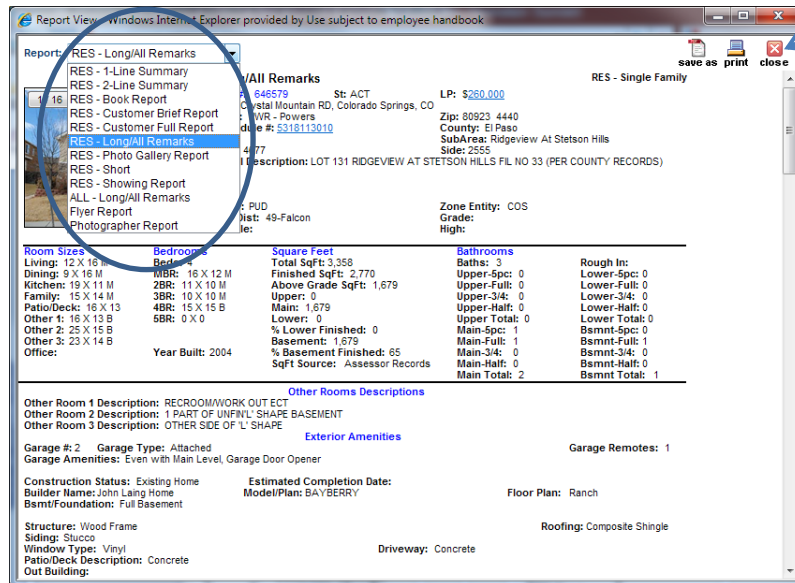 Report View - Windows Internet Explorer provided by Use subject to employee handbook
Report: RES - Long/All Remarks
save as print close
RES - 1-Line Summary
RES - 2-Line Summary
RES - Book Report
RES - Customer Brief Report
RES - Customer Full Report
RES - Long/All Remarks
RES - Photo Gallery Report
RES - Short
RES - Showing Report
ALL - Long/All Remarks
Flyer Report
Photographer Report
/All Remarks RES - Single Family
646579 St: ACT LP: $260,000
Crystal Mountain RD, Colorado Springs, CO
WR - Powers Zip: 80923 4440
dule #: 5318113010 County: El Paso
SubArea: Ridgeview At Stetson Hills
4677 Side: 2555
Description: LOT 131 RIDGEVIEW AT STETSON HILLS FIL NO 33 (PER COUNTY RECORDS)
: PUD Zone Entity: COS
Dist: 49-Falcon Grade:
le: High:
Room Sizes Bedrooms Square Feet Bathrooms
Living: 12 X 16 M Beds: 4 Total SqFt: 3,358 Baths: 3 Rough In:
Dining: 9 X 16 M MBR: 16 X 12 M Finished SqFt: 2,770 Upper-5pc: 0 Lower-5pc: 0
Kitchen: 19 X 11 M 2BR: 11 X 10 M Above Grade SqFt: 1,679 Upper-Full: 0 Lower-Full: 0
Family: 15 X 14 M 3BR: 10 X 10 M Upper: 0 Upper-3/4: 0 Lower-3/4: 0
Patio/Deck: 16 X 13 4BR: 15 X 15 B Main: 1,679 Upper-Half: 0 Lower-Half: 0
Other 1: 16 X 13 B 5BR: 0 X 0 Lower: 0 Upper Total: 0 Lower Total: 0
Other 2: 25 X 15 B % Lower Finished: 0 Main-5pc: 1 Bsmnt-5pc: 0
Other 3: 23 X 14 B Basement: 1,679 Main-Full: 1 Bsmnt-Full: 1
Office: Year Built: 2004 % Basement Finished: 65 Main-3/4: 0 Bsmnt-3/4: 0
SqFt Source: Assessor Records Main-Half: 0 Bsmnt-Half: 0
Main Total: 2 Bsmnt Total: 1
Other Rooms Descriptions
Other Room 1 Description: RECROOM/WORK OUT ECT
Other Room 2 Description: 1 PART OF UNFIN'L' SHAPE BASEMENT
Other Room 3 Description: OTHER SIDE OF 'L' SHAPE
Exterior Amenities
Garage #: 2 Garage Type: Attached Garage Remotes: 1
Garage Amenities: Even with Main Level, Garage Door Opener
Construction Status: Existing Home Estimated Completion Date:
Builder Name: John Laing Home Model/Plan: BAYBERRY Floor Plan: Ranch
Bsmt/Foundation: Full Basement
Structure: Wood Frame Roofing: Composite Shingle
Siding: Stucco
Window Type: Vinyl Driveway: Concrete
Patio/Deck Description: Concrete
Out Building: